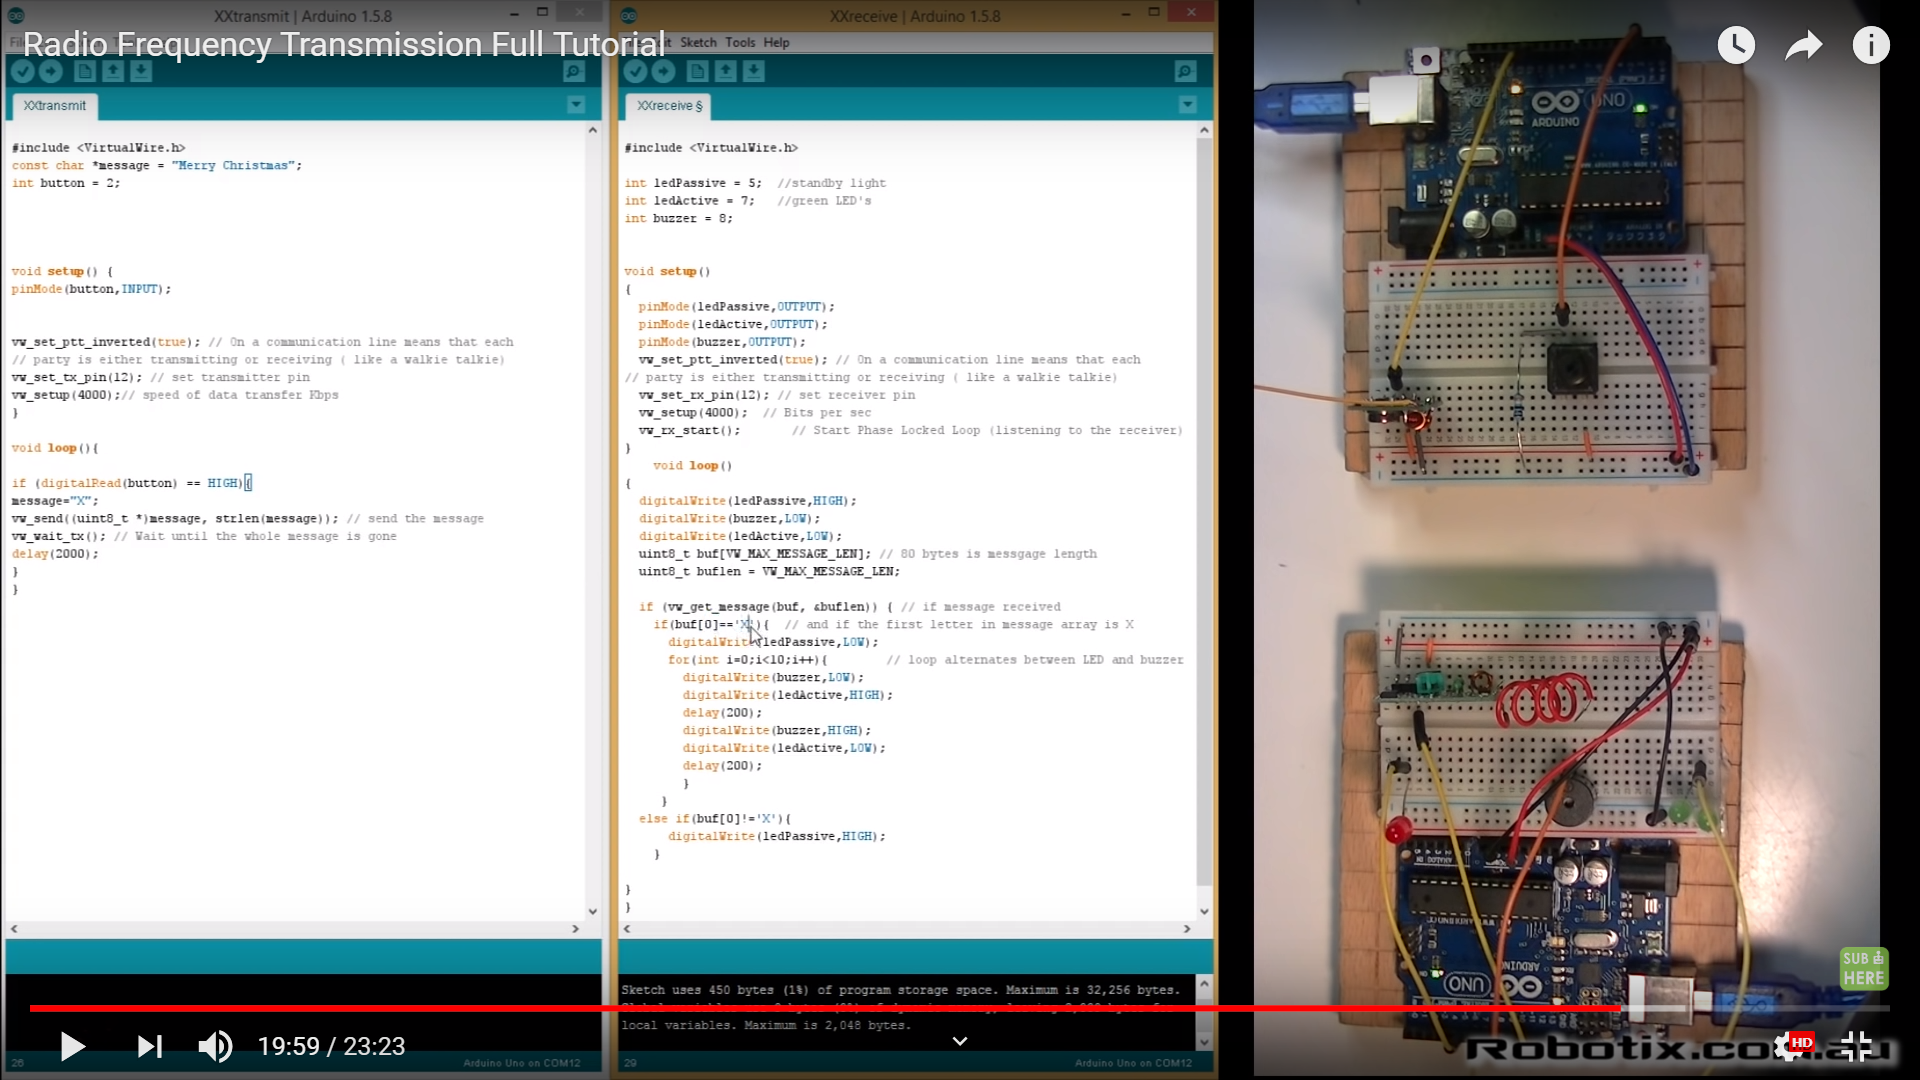 XXtransmit | Arduino 1.5.8
XXreceive | Arduino 1.5.8
Radio Frequency Transmission Full Tutorial
Sketch Tools Help
XXtransmit
#include <VirtualWire.h>
const char *message = "Merry Christmas";
int button = 2;
void setup() {
pinMode(button,INPUT);
vw_set_ptt_inverted(true); // On a communication line means that each
// party is either transmitting or receiving ( like a walkie talkie)
vw_set_tx_pin(12); // set transmitter pin
vw_setup(4000);// speed of data transfer Kbps
}
void loop(){
if (digitalRead(button) == HIGH){
message="X";
vw_send((uint8_t *)message, strlen(message)); // send the message
vw_wait_tx(); // Wait until the whole message is gone
delay(2000);
}
}
26
Arduino Uno on COM12
XXreceive §
#include <VirtualWire.h>
int ledPassive = 5; //standby light
int ledActive = 7; //green LED's
int buzzer = 8;
void setup()
{
pinMode(ledPassive,OUTPUT);
pinMode(ledActive,OUTPUT);
pinMode(buzzer,OUTPUT);
vw_set_ptt_inverted(true); // On a communication line means that each
// party is either transmitting or receiving ( like a walkie talkie)
vw_set_rx_pin(12); // set receiver pin
vw_setup(4000); // Bits per sec
vw_rx_start(); // Start Phase Locked Loop (listening to the receiver)
}
void loop()
{
digitalWrite(ledPassive,HIGH);
digitalWrite(buzzer,LOW);
digitalWrite(ledActive,LOW);
uint8_t buf[VW_MAX_MESSAGE_LEN]; // 80 bytes is messgage length
uint8_t buflen = VW_MAX_MESSAGE_LEN;
if (vw_get_message(buf, &buflen)) { // if message received
if(buf[0]=='X'){ // and if the first letter in message array is X
digitalWrite(ledPassive,LOW);
for(int i=0;i<10;i++){ // loop alternates between LED and buzzer
digitalWrite(buzzer,LOW);
digitalWrite(ledActive,HIGH);
delay(200);
digitalWrite(buzzer,HIGH);
digitalWrite(ledActive,LOW);
delay(200);
}
}
else if(buf[0]!='X'){
digitalWrite(ledPassive,HIGH);
}
}
}
Sketch uses 450 bytes (1%) of program storage space. Maximum is 32,256 bytes.
local variables. Maximum is 2,048 bytes.
29
Arduino Uno on COM12
19:59 / 23:23
UNO
ARDUINO
ARDUINO
UNO
SUB
HERE
HD
Robotix.com.au